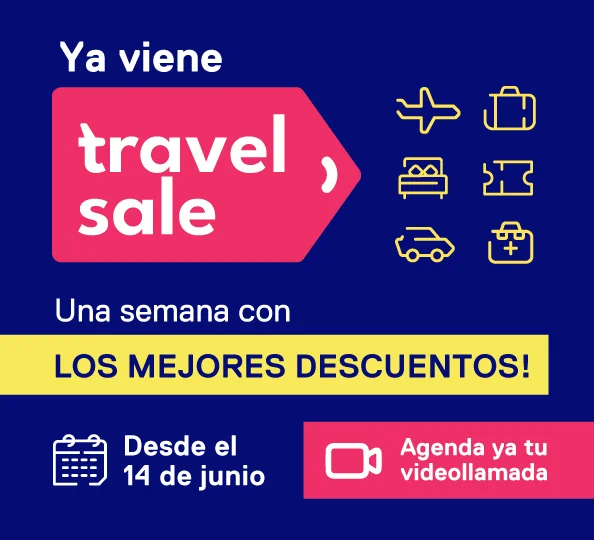 Ya viene
travel
sale
Una semana con
LOS MEJORES DESCUENTOS!
Desde el
14 de junio
Agenda ya tu
videollamada